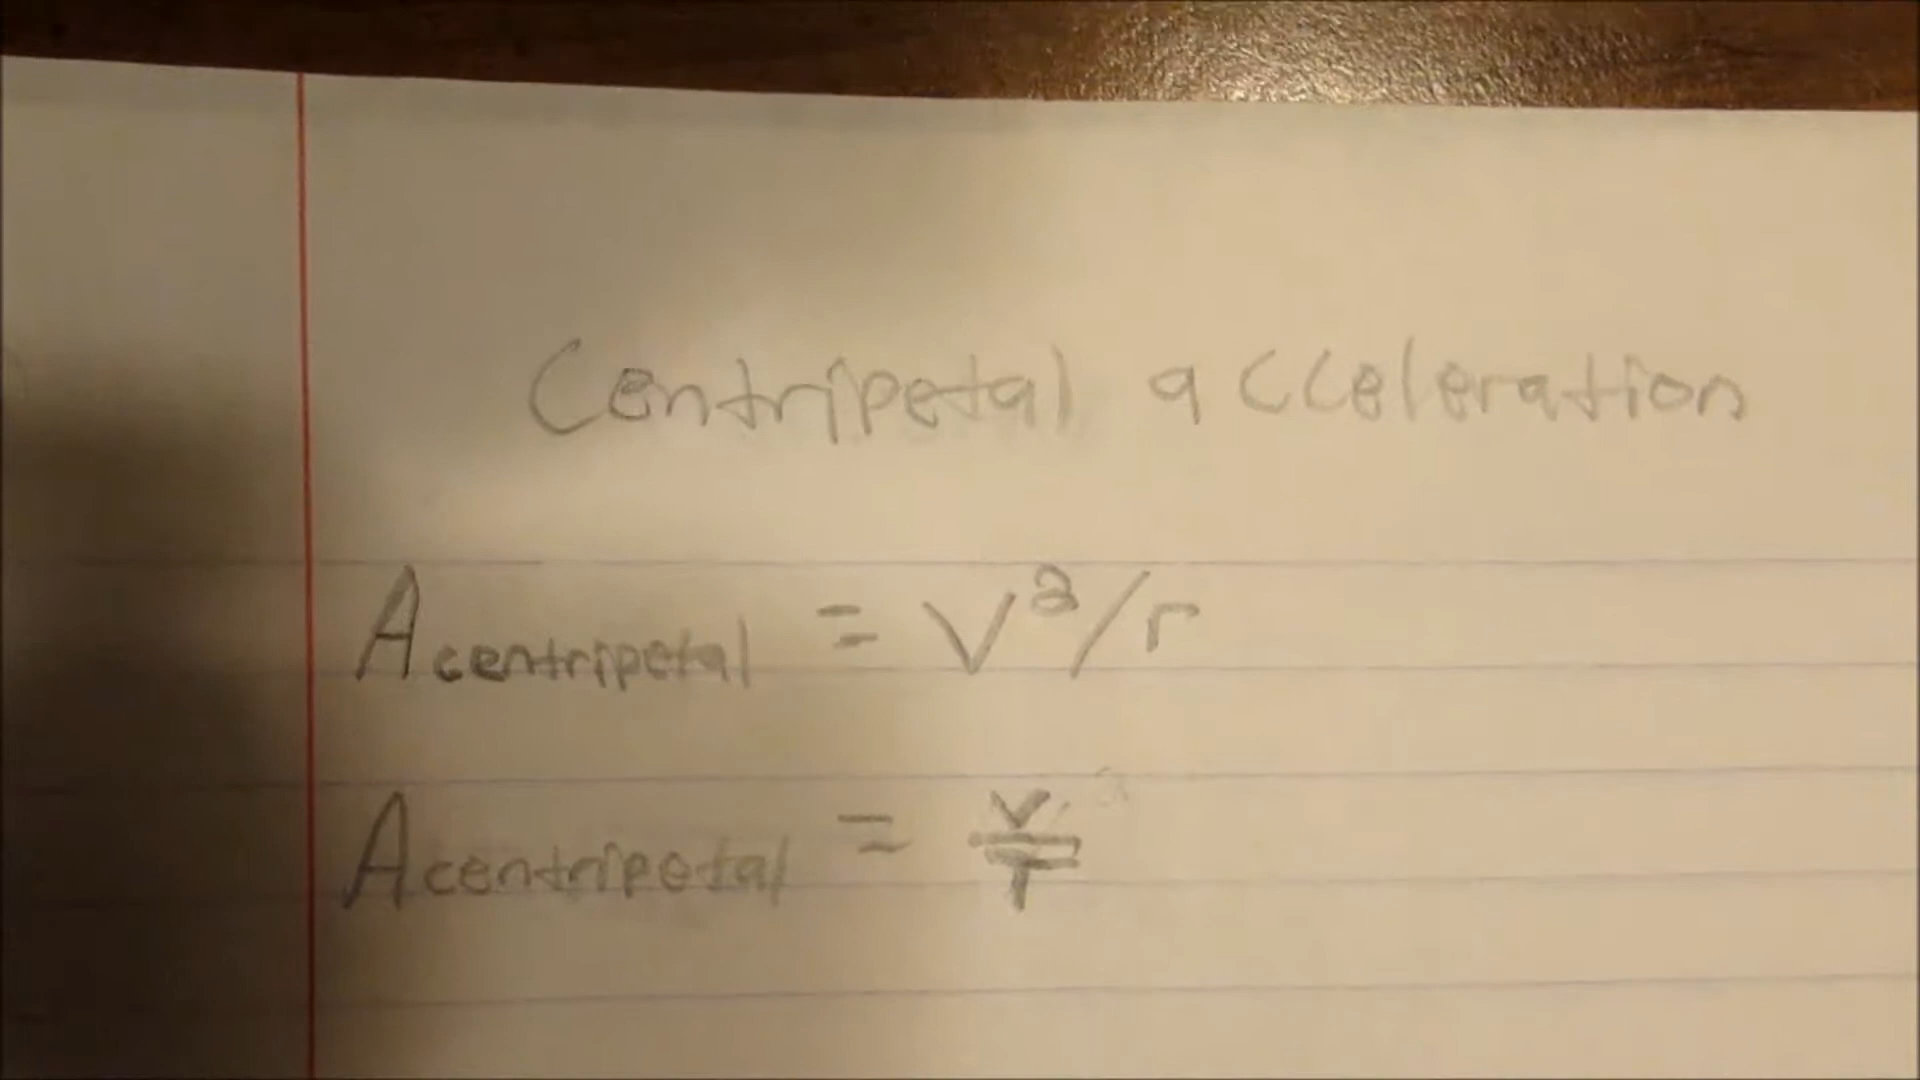 Centripetal acceleration
Acentripetal = V²/r
Acentripetal = V/T